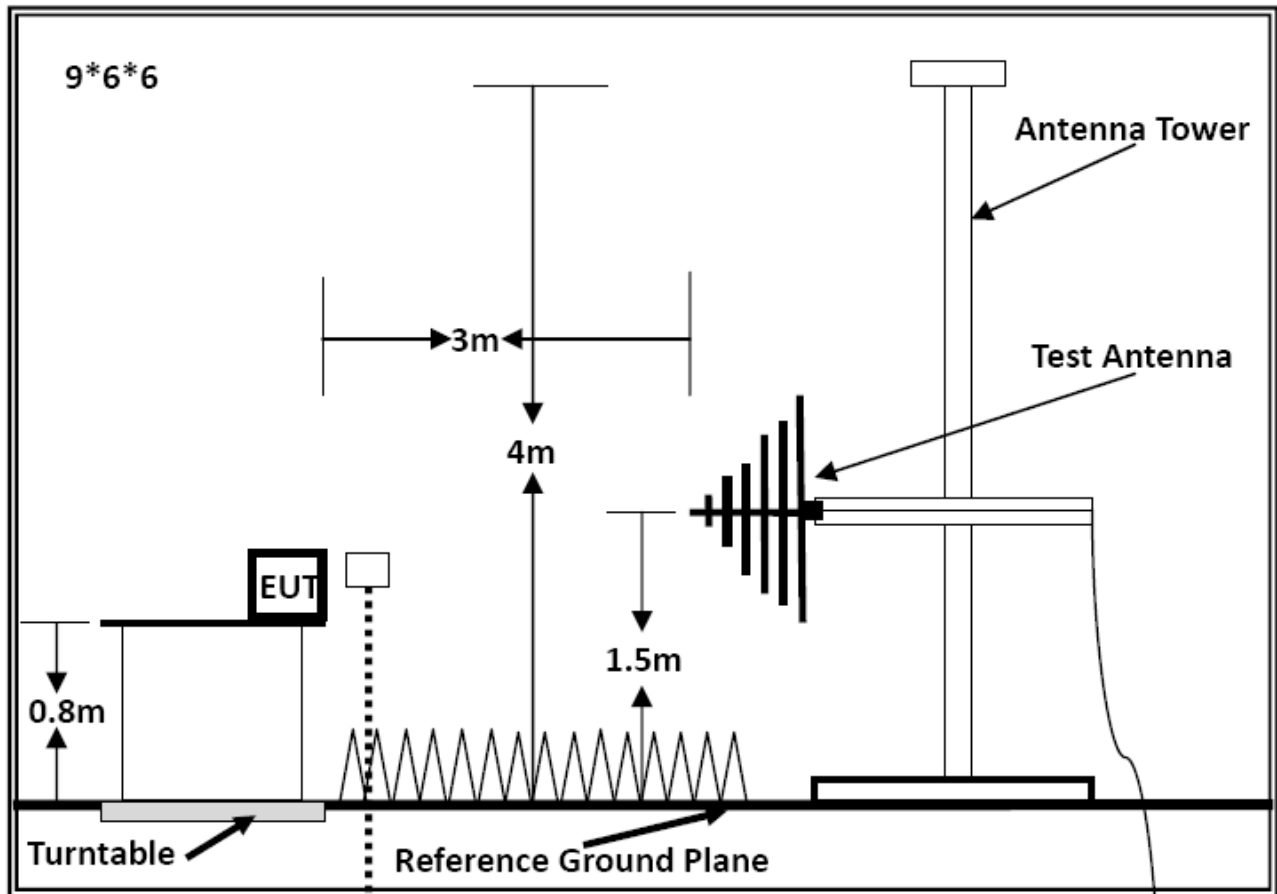 9*6*6
Antenna Tower
3m
Test Antenna
4m
EUT
1.5m
0.8m
Turntable
Reference Ground Plane